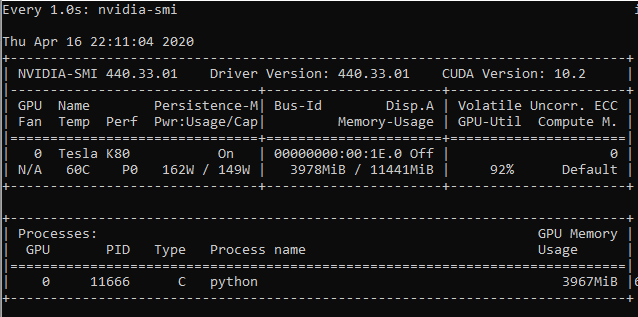 Every 1.0s: nvidia-smi i
Thu Apr 16 22:11:04 2020
+-----------------------------------------------------------------------------+
| NVIDIA-SMI 440.33.01    Driver Version: 440.33.01    CUDA Version: 10.2     |
|-------------------------------+----------------------+----------------------+
| GPU  Name        Persistence-M| Bus-Id        Disp.A | Volatile Uncorr. ECC |
| Fan  Temp  Perf  Pwr:Usage/Cap|         Memory-Usage | GPU-Util  Compute M. |
|===============================+======================+======================|
|   0  Tesla K80           On   | 00000000:00:1E.0 Off |                    0 |
| N/A   60C    P0   162W / 149W |   3978MiB / 11441MiB |     92%      Default |
+-------------------------------+----------------------+----------------------+
+-----------------------------------------------------------------------------+
| Processes:                                                       GPU Memory |
|  GPU       PID   Type   Process name                             Usage      |
|=============================================================================|
|    0     11666      C   python                                      3967MiB |
+-----------------------------------------------------------------------------+